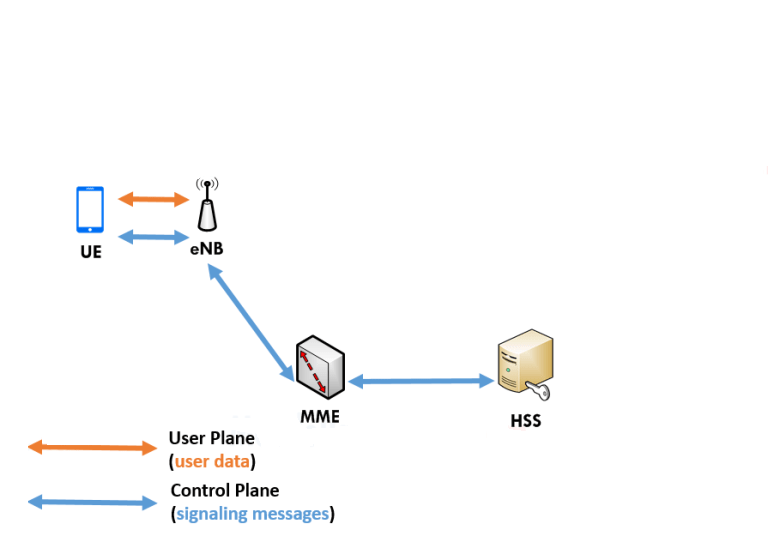 UE
eNB
MME
HSS
User Plane
(user data)
Control Plane
(signaling messages)